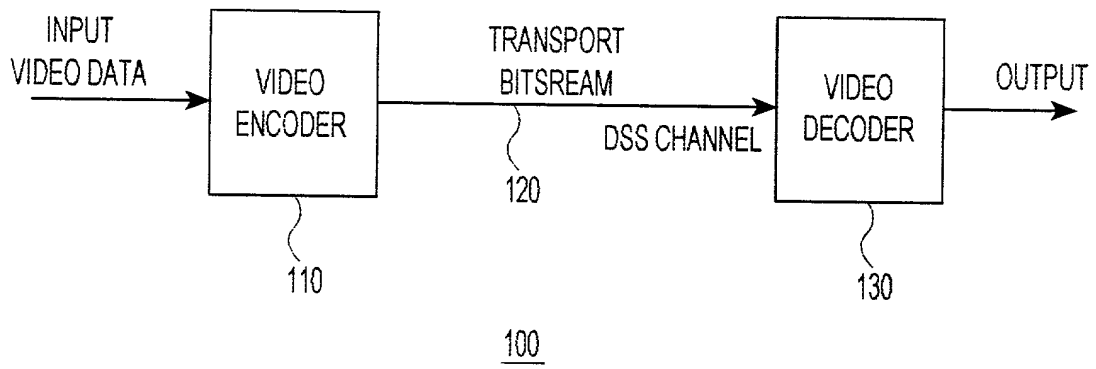 INPUT
VIDEO DATA
VIDEO
ENCODER
TRANSPORT
BITSREAM
DSS CHANNEL
VIDEO
DECODER
OUTPUT
110
120
130
100